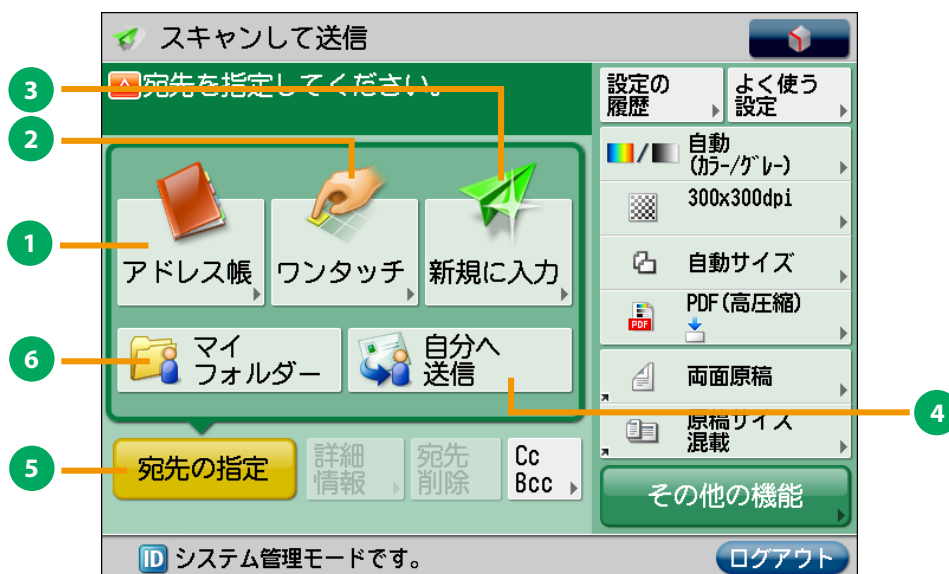 スキャンして送信
3
宛先を指定してください。
2
設定の
履歴
よく使う
設定
自動
(カラー/グレー)
300x300dpi
1
アドレス帳
ワンタッチ
新規に入力
自動サイズ
PDF
PDF(高圧縮)
6
マイ
フォルダー
自分へ
送信
両面原稿
4
原稿サイズ
混載
5
宛先の指定
詳細
情報
宛先
削除
Cc
Bcc
その他の機能
ID システム管理モードです。
ログアウト